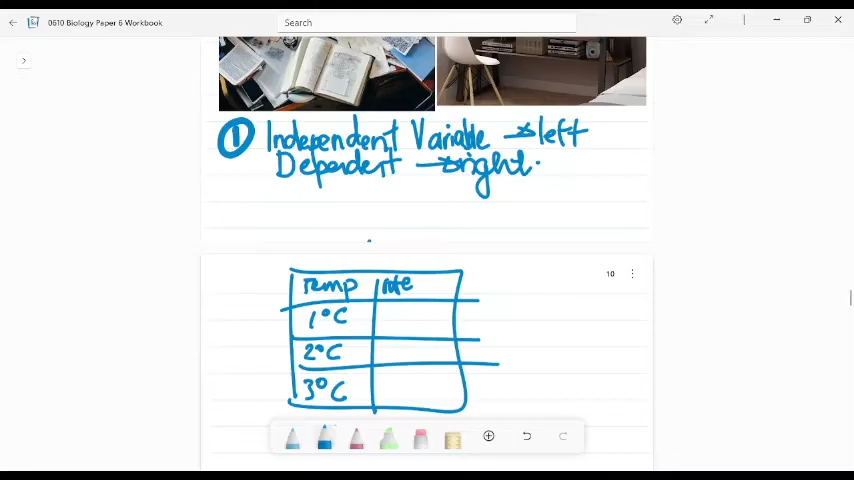 0610 Biology Paper 6 Workbook
Search
① Independent Variable → left
Dependent → right.
10
Temp rate
1°C
2°C
3°C